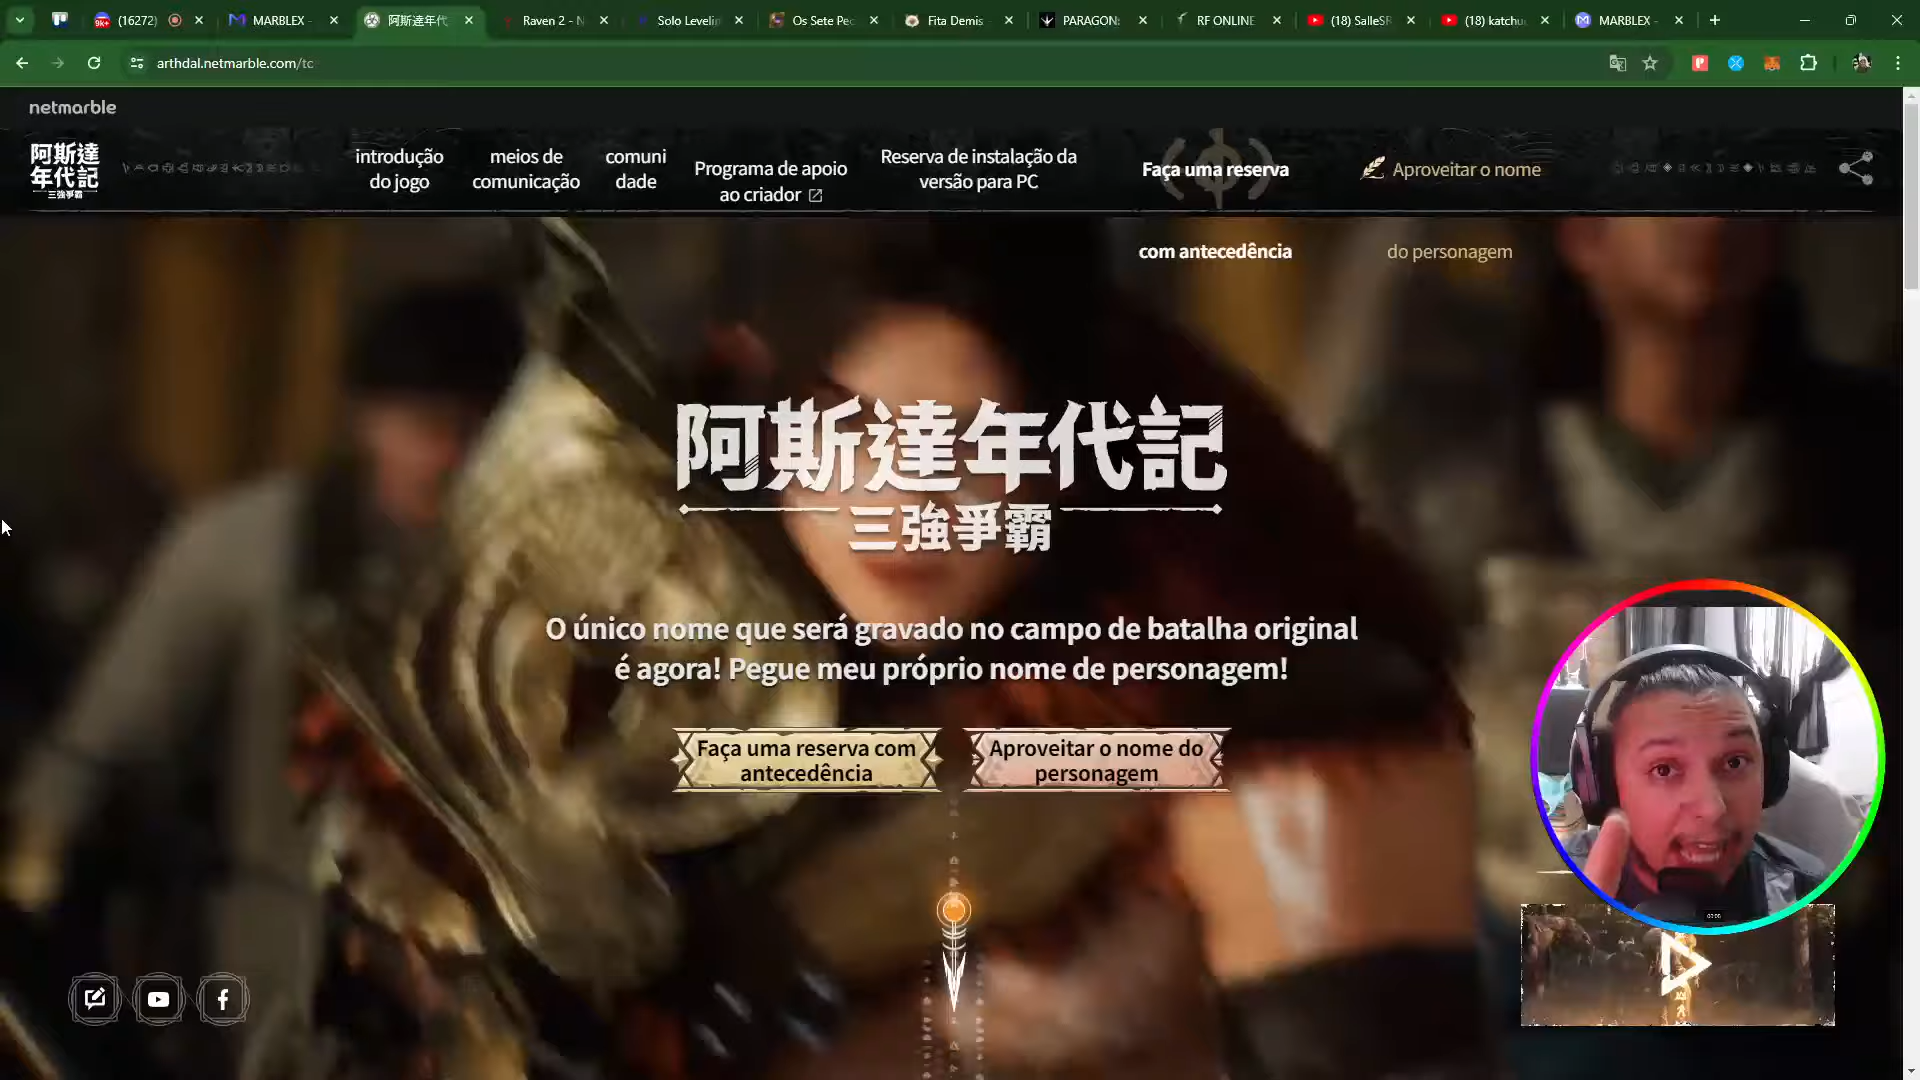 (16272)
MARBLEX -
阿斯達年代
Raven 2 - N
Solo Levelin
Os Sete Pec
Fita Demis
PARAGON:
RF ONLINE
(18) SalleSR
(18) katchu
MARBLEX -
arthdal.netmarble.com/tc
netmarble
阿斯達
年代記
三強爭霸
introdução
do jogo
meios de
comunicação
comuni
dade
Programa de apoio
ao criador
Reserva de instalação da
versão para PC
Faça uma reserva
com antecedência
Aproveitar o nome
do personagem
阿斯達年代記
三強爭霸
O único nome que será gravado no campo de batalha original
é agora! Pegue meu próprio nome de personagem!
Faça uma reserva com
antecedência
Aproveitar o nome do
personagem